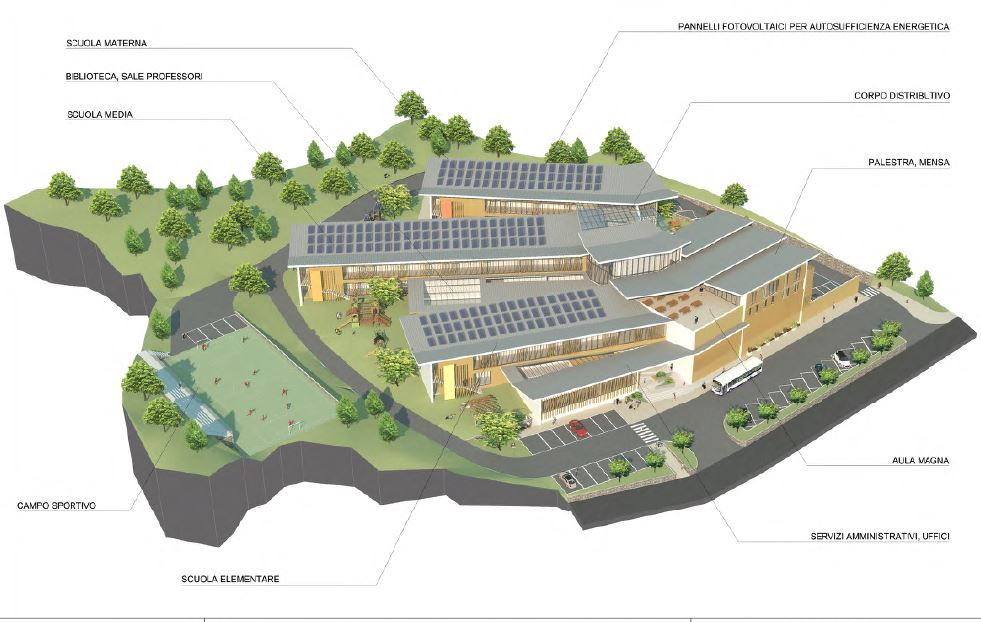 SCUOLA MATERNA
BIBLIOTECA, SALE PROFESSORI
SCUOLA MEDIA
PANNELLI FOTOVOLTAICI PER AUTOSUFFICIENZA ENERGETICA
CORPO DISTRIBUTIVO
PALESTRA, MENSA
AULA MAGNA
CAMPO SPORTIVO
SERVIZI AMMINISTRATIVI, UFFICI
SCUOLA ELEMENTARE